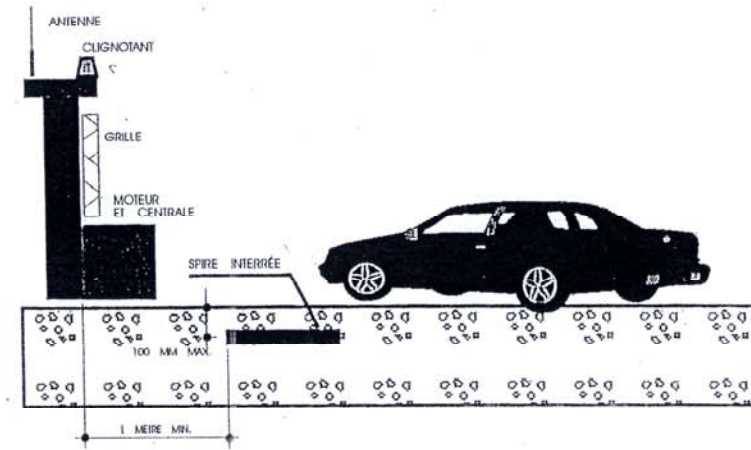 ANTENNE
CLIGNOTANT
GRILLE
MOTEUR
ET CENTRALE
SPIRE INTERRÉE
100 MM MAX.
1 METRE MIN.